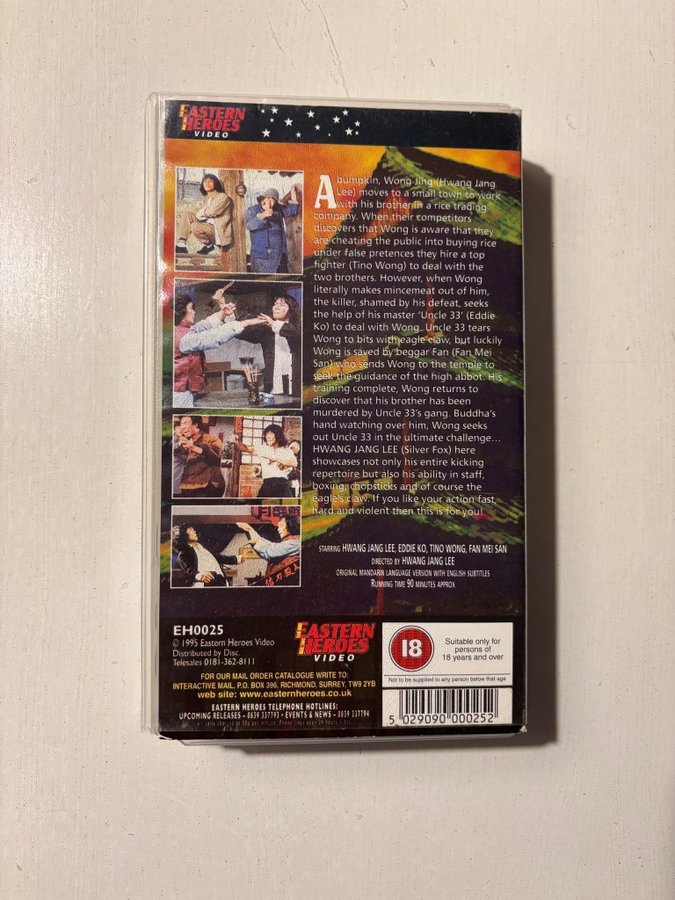 EASTERN
HEROES
VIDEO
A bumpkin, Wong Jing (Hwang Jang
Lee) moves to a small town to work
with his brother in a rice trading
company. When their competitors
discovers that Wong is aware that they
are cheating the public into buying rice
under false pretences they hire a top
fighter (Tino Wong) to deal with the
two brothers. However, when Wong
literally makes mincemeat out of him,
the killer, shamed by his defeat, seeks
the help of his master 'Uncle 33' (Eddie
Ko) to deal with Wong. Uncle 33 tears
Wong to bits with eagle claw, but luckily
Wong is saved by beggar Fan (Fan Mei
San) who sends Wong to the temple to
seek the guidance of the high abbot. His
training complete, Wong returns to
discover that his brother has been
murdered by Uncle 33's gang. Buddha's
hand watching over him, Wong seeks
out Uncle 33 in the ultimate challenge...
HWANG JANG LEE (Silver Fox) here
showcases not only his entire kicking
repertoire but also his ability in staff,
boxing, chopsticks and of course the
eagle's claw. If you like your action fast,
hard and violent then this is for you!
STARRING HWANG JANG LEE, EDDIE KO, TINO WONG, FAN MEI SAN
DIRECTED BY HWANG JANG LEE
ORIGINAL MANDARIN LANGUAGE VERSION WITH ENGLISH SUBTITLES
RUNNING TIME 90 MINUTES APPROX
EH0025
© 1995 Eastern Heroes Video
Distributed by Disc.
Telesales 0181-362-8111
EASTERN
HEROES
VIDEO
FOR OUR MAIL ORDER CATALOGUE WRITE TO:
INTERACTIVE MAIL, P.O. BOX 396, RICHMOND, SURREY, TW9 2YB
web site: www.easternheroes.co.uk
EASTERN HEROES TELEPHONE HOTLINES:
UPCOMING RELEASES - 0839 337793 • EVENTS & NEWS - 0839 337794
18
Suitable only for
persons of
18 years and over
Not to be supplied to any person below that age
5 029090 000252